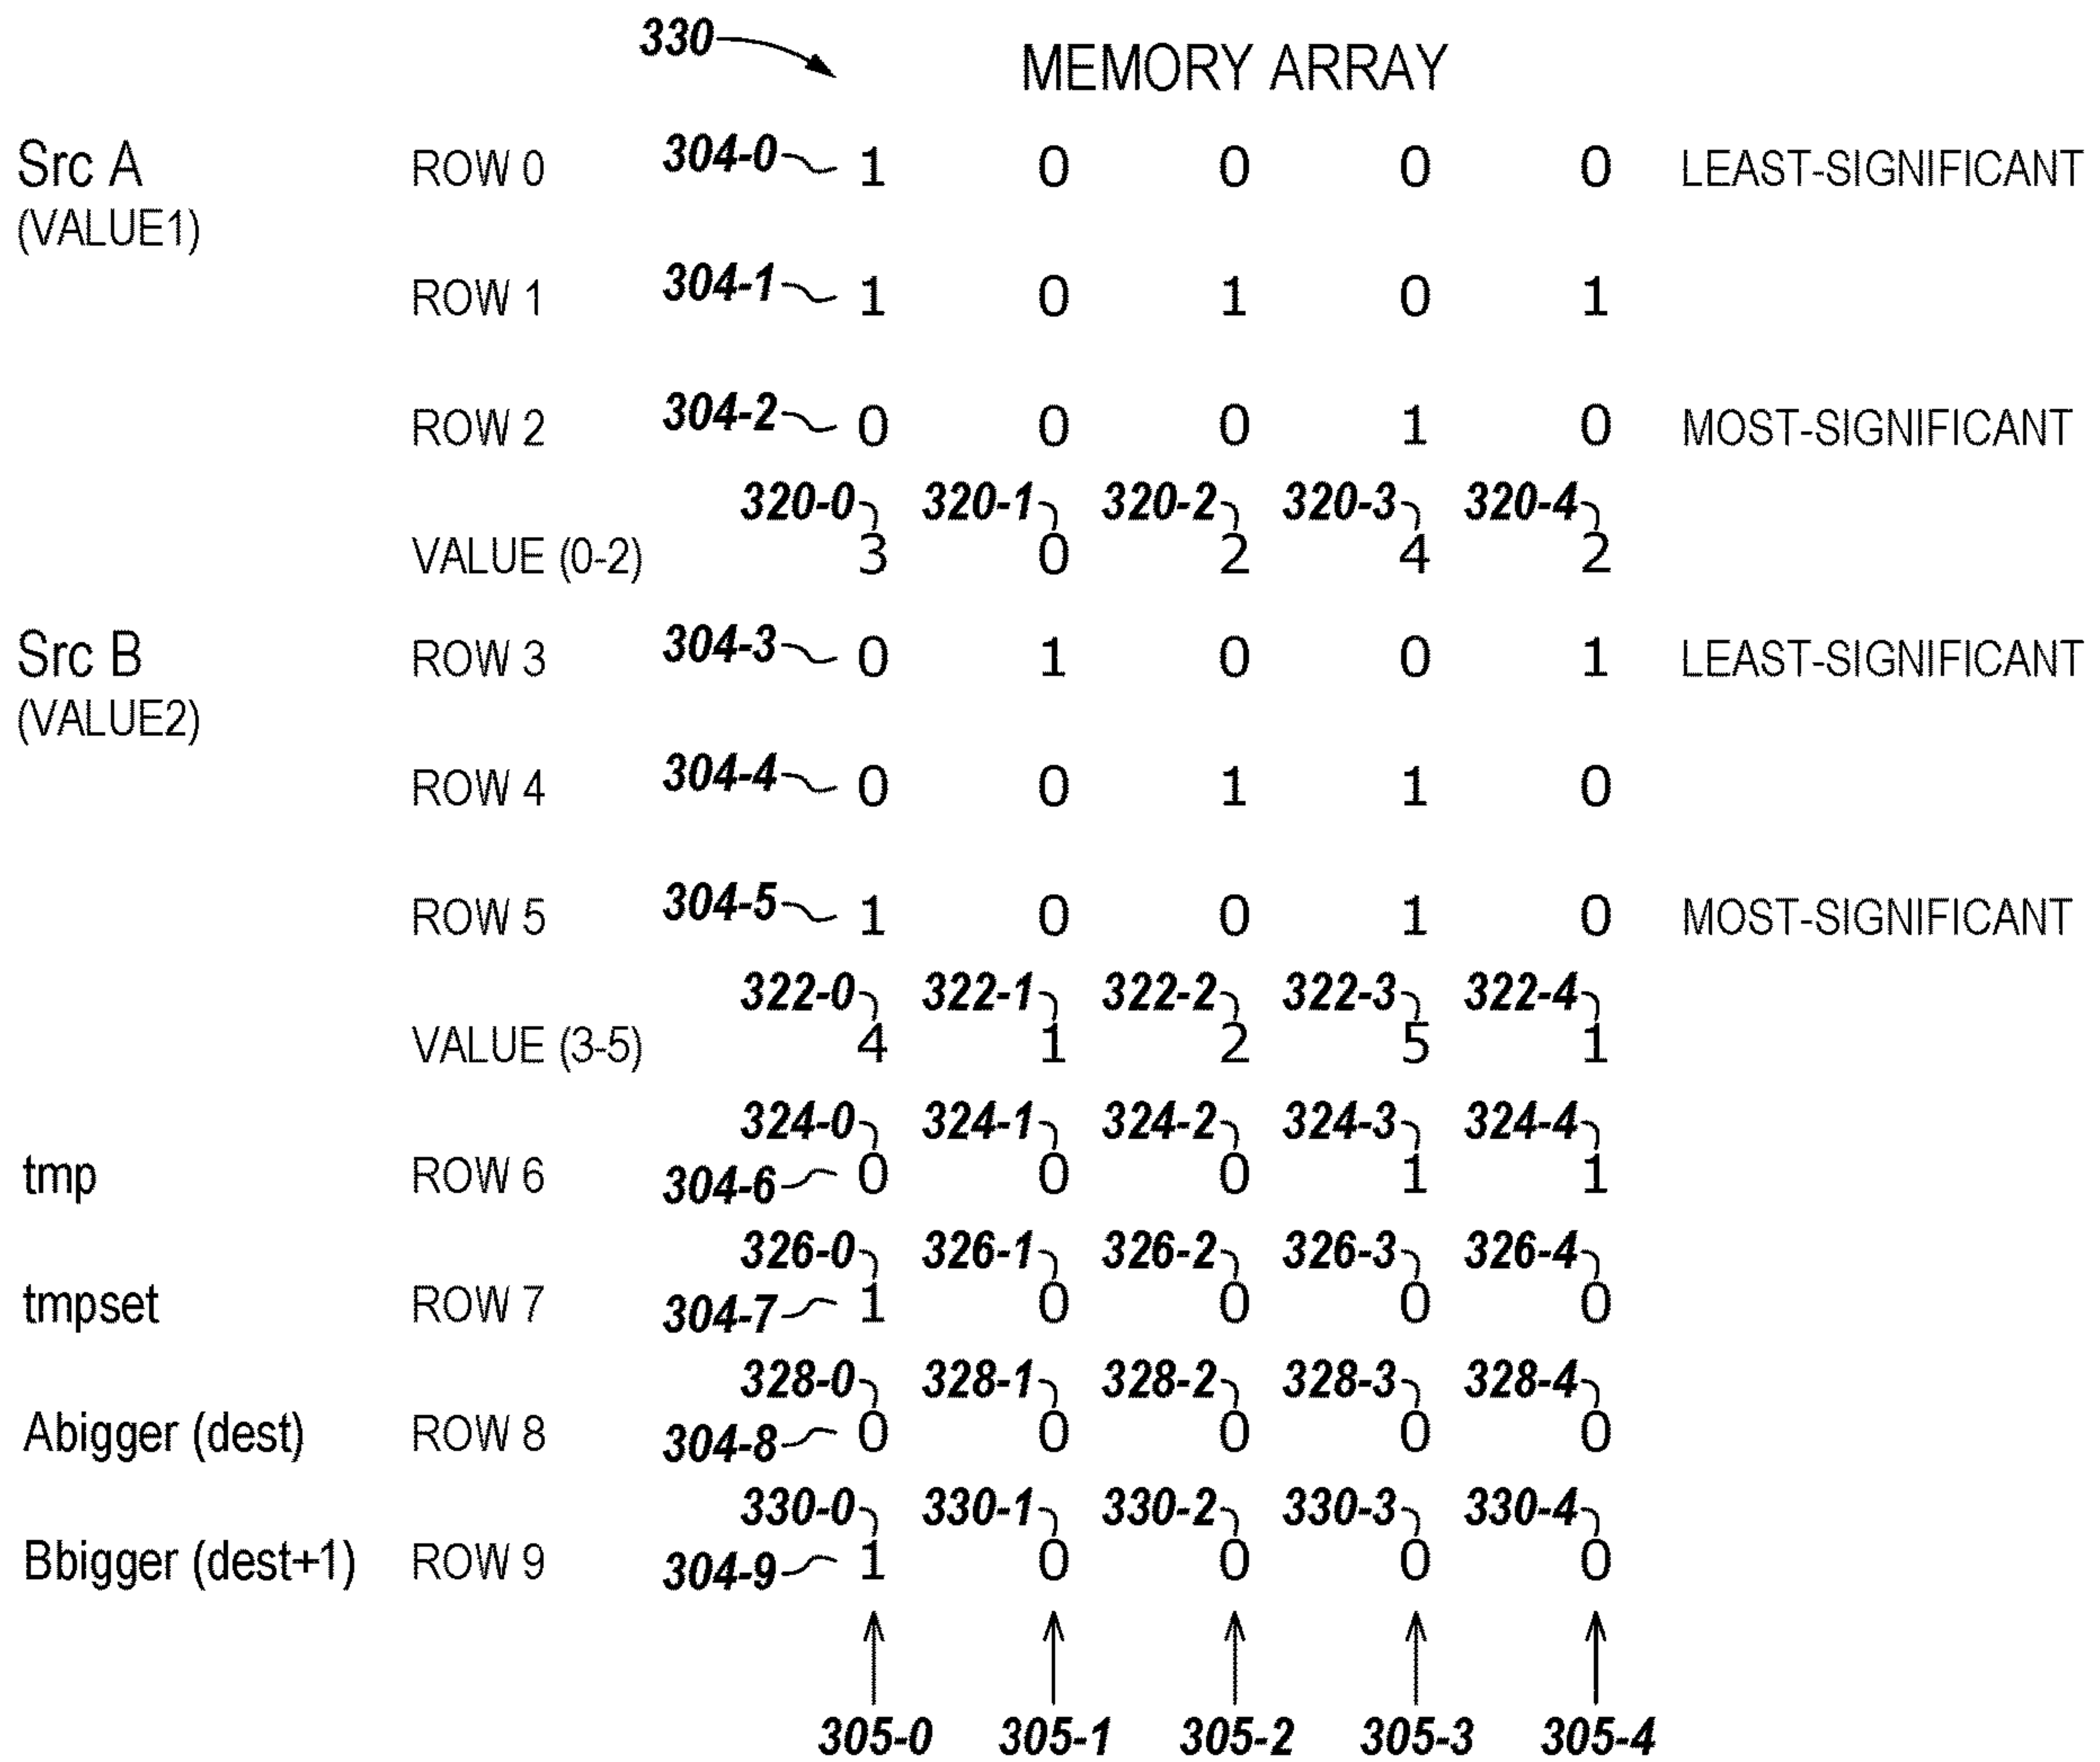 330 MEMORY ARRAY
Src A ROW 0 304-0 1 0 0 0 0 LEAST-SIGNIFICANT
(VALUE1)
ROW 1 304-1 1 0 1 0 1
ROW 2 304-2 0 0 0 1 0 MOST-SIGNIFICANT
320-0 320-1 320-2 320-3 320-4
VALUE (0-2) 3 0 2 4 2
Src B ROW 3 304-3 0 1 0 0 1 LEAST-SIGNIFICANT
(VALUE2)
ROW 4 304-4 0 0 1 1 0
ROW 5 304-5 1 0 0 1 0 MOST-SIGNIFICANT
322-0 322-1 322-2 322-3 322-4
VALUE (3-5) 4 1 2 5 1
324-0 324-1 324-2 324-3 324-4
tmp ROW 6 304-6 0 0 0 1 1
326-0 326-1 326-2 326-3 326-4
tmpset ROW 7 304-7 1 0 0 0 0
328-0 328-1 328-2 328-3 328-4
Abigger (dest) ROW 8 304-8 0 0 0 0 0
330-0 330-1 330-2 330-3 330-4
Bbigger (dest+1) ROW 9 304-9 1 0 0 0 0
305-0 305-1 305-2 305-3 305-4